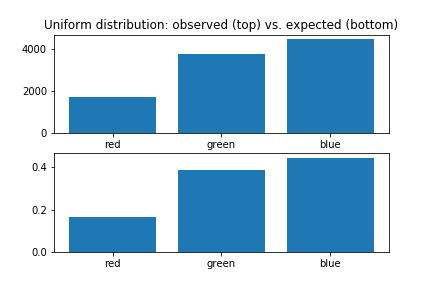 Uniform distribution: observed (top) vs. expected (bottom)
4000
2000
0
red green blue
0.4
0.2
0.0
red green blue